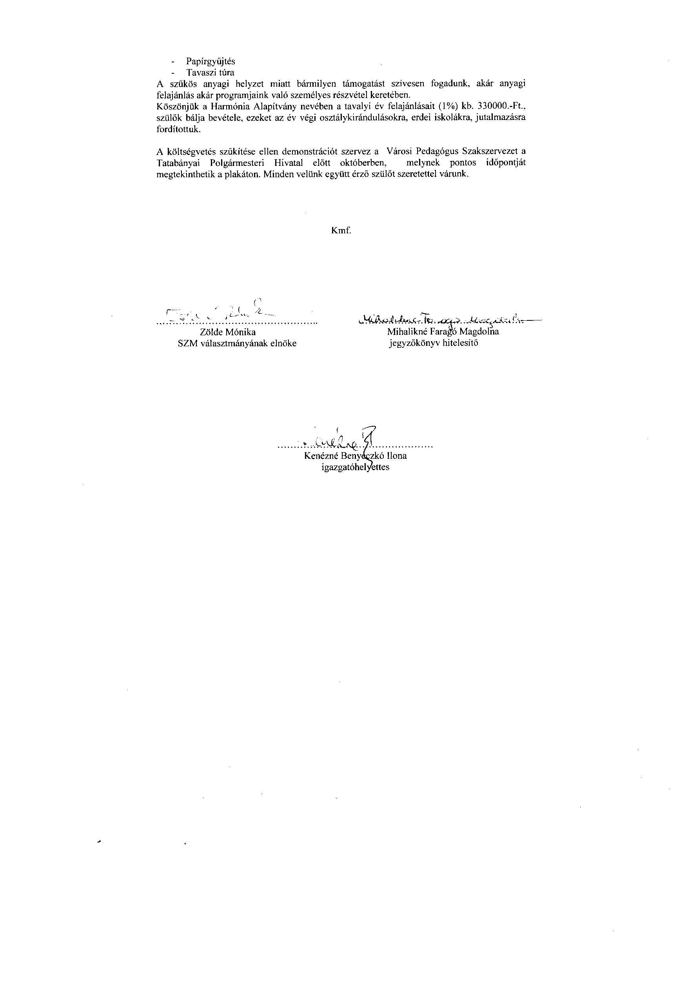 - Papírgyűjtés
- Tavaszi túra
A szűkös anyagi helyzet miatt bármilyen támogatást szívesen fogadunk, akár anyagi
felajánlás akár programjaink való személyes részvétel keretében.
Köszönjük a Harmónia Alapítvány nevében a tavalyi év felajánlásait (1%) kb. 330000.-Ft.,
szülők bálja bevétele, ezeket az év végi osztálykirándulásokra, erdei iskolákra, jutalmazásra
fordítottuk.
A költségvetés szűkítése ellen demonstrációt szervez a Városi Pedagógus Szakszervezet a
Tatabányai Polgármesteri Hivatal előtt októberben, melynek pontos időpontját
megtekinthetik a plakáton. Minden velünk együtt érző szülőt szeretettel várunk.
Kmf.
Mihalikné Faragó Magdolna
Zölde Mónika Mihalikné Faragó Magdolna
SZM választmányának elnöke jegyzőkönyv hitelesítő
Kenézné Benyeczkó Ilona
igazgatóhelyettes